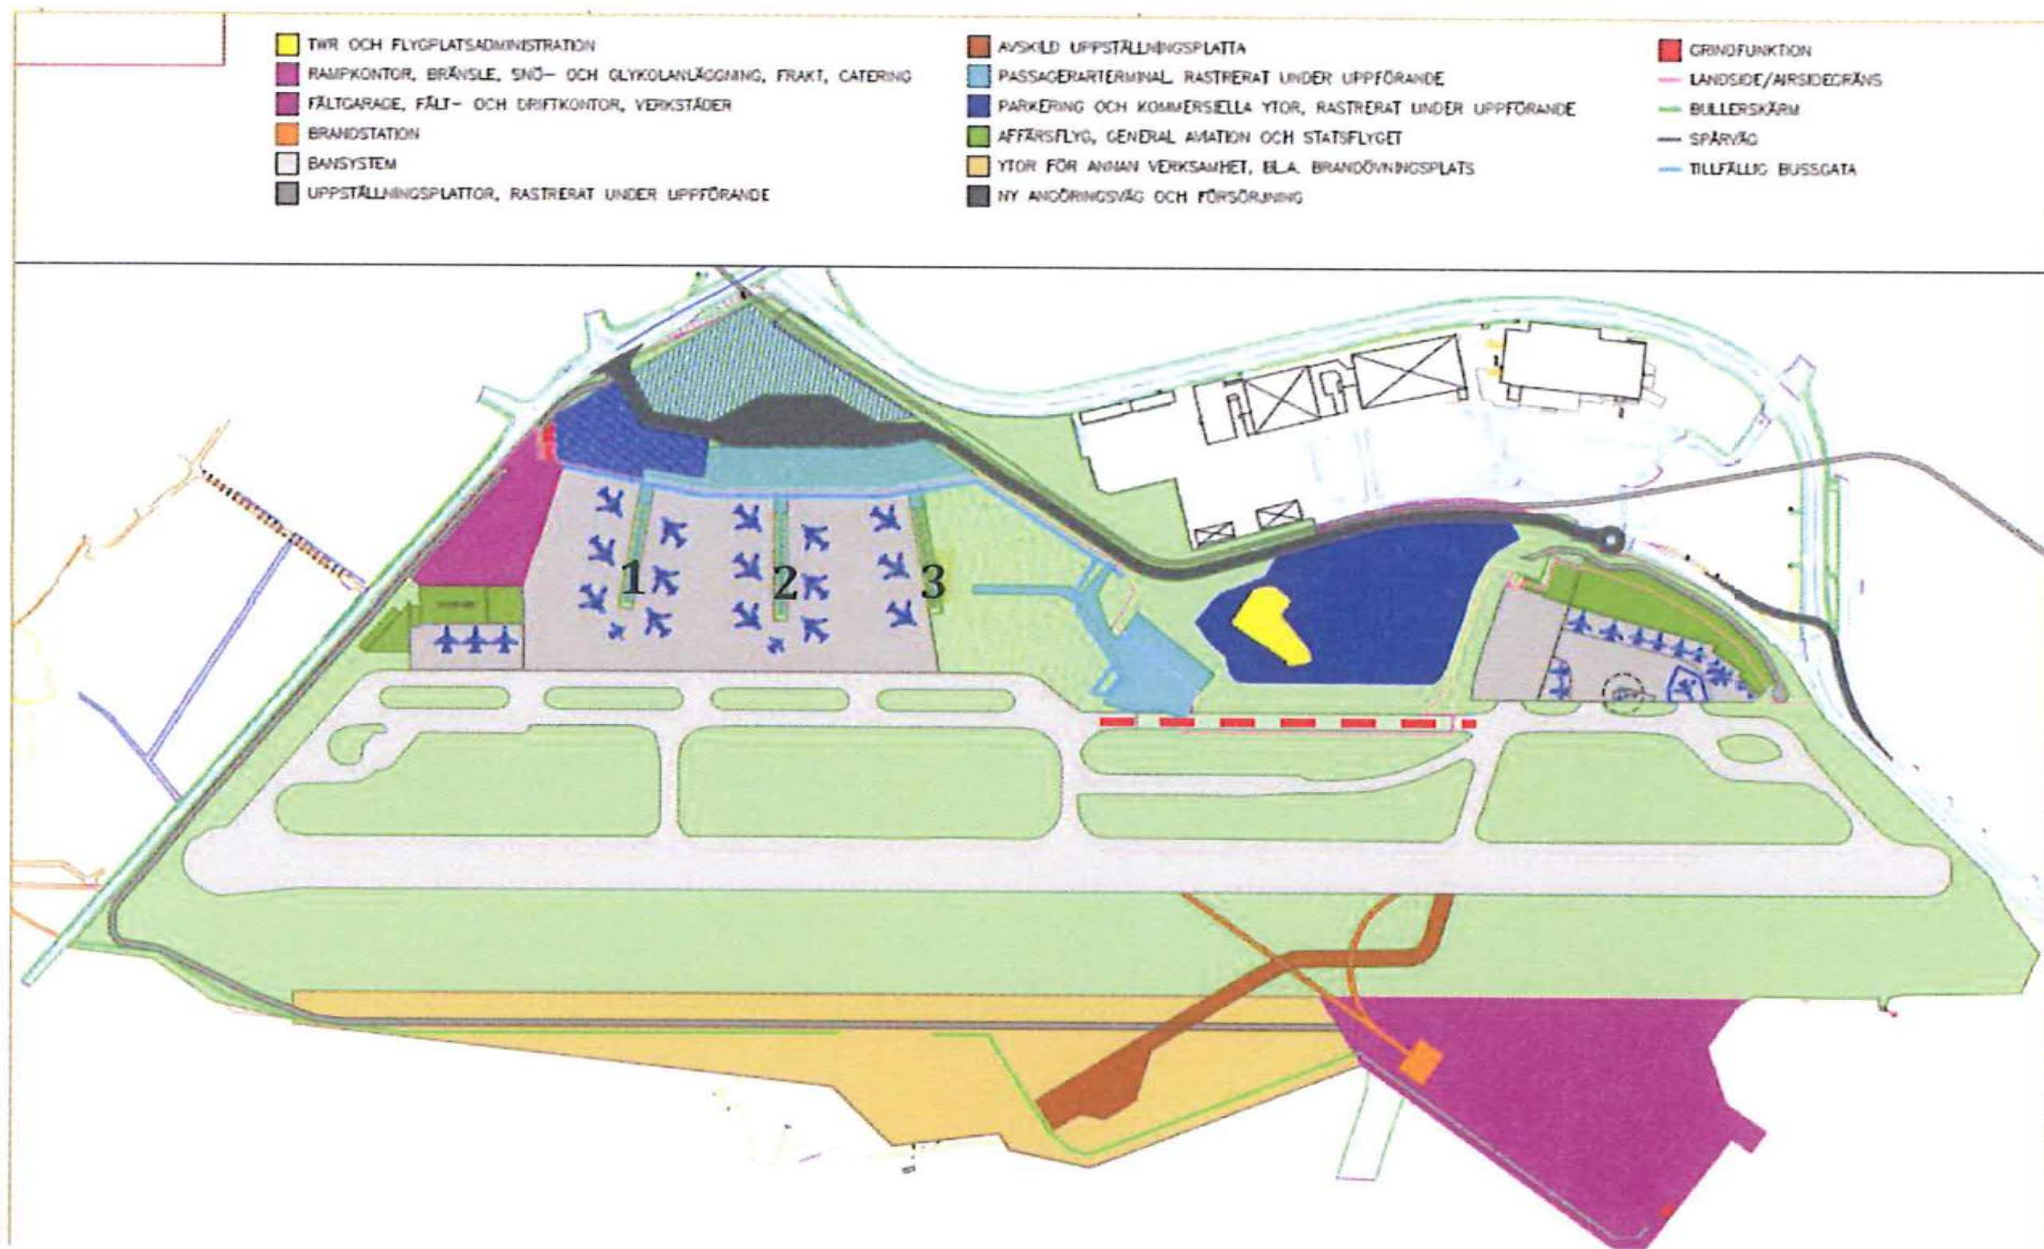 TWR OCH FLYGPLATSADMINISTRATION
RAMPKONTOR, BRÄNSLE, SNÖ- OCH GLYKOLANLÄGGNING, FRAKT, CATERING
FÄLTGARAGE, FÄLT- OCH DRIFTKONTOR, VERKSTÄDER
BRANDSTATION
BANSYSTEM
UPPSTÄLLNINGSPLATTOR, RASTRERAT UNDER UPPFÖRANDE
AVSKILD UPPSTÄLLNINGSPLATTA
PASSAGERARTERMINAL, RASTRERAT UNDER UPPFÖRANDE
PARKERING OCH KOMMERSIELLA YTOR, RASTRERAT UNDER UPPFÖRANDE
AFFÄRSFLYG, GENERAL AVIATION OCH STATSFLYGET
YTOR FÖR ANNAN VERKSAMHET, BL.A. BRANDÖVNINGSPLATS
NY ANGÖRINGSVÄG OCH FÖRSÖRJNING
GRINDFUNKTION
LANDSIDE/AIRSIDEGRÄNS
BULLERSKÄRM
SPÅRVÄG
TILLFÄLLIG BUSSGATA
1
2
3